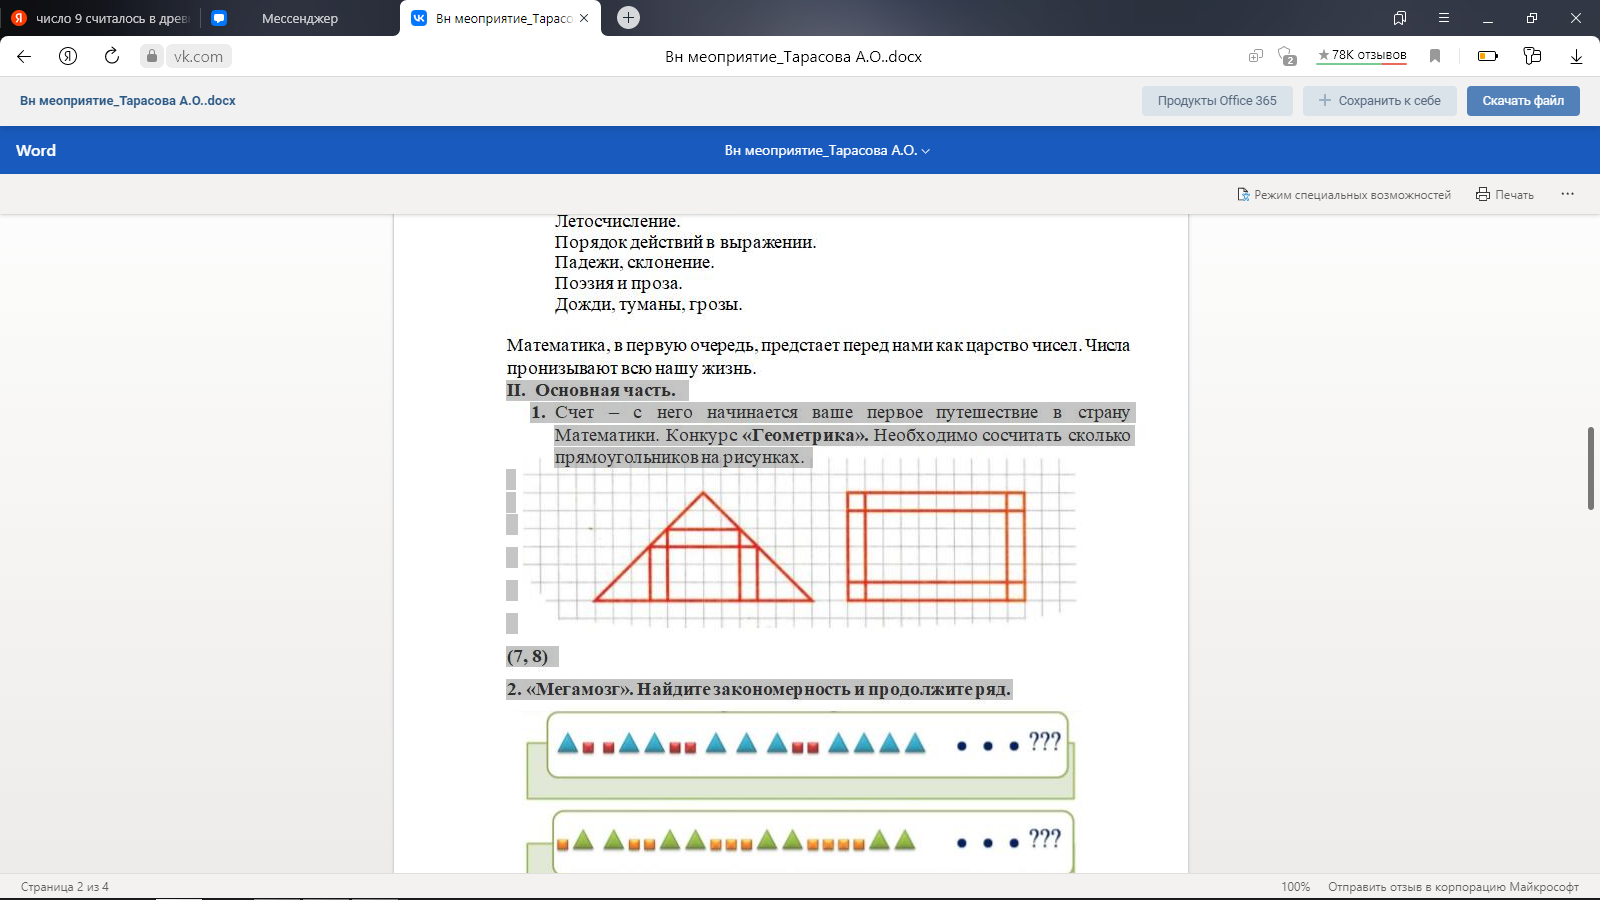 число 9 считалось в древ
Мессенджер
Вн меоприятие_Тарасо
vk.com
Вн меоприятие_Тарасова А.О..docx
2
★78K отзывов
Вн меоприятие_Тарасова А.О..docx
Продукты Office 365
Сохранить к себе
Скачать файл
Word
Вн меоприятие_Тарасова А.О.
Режим специальных возможностей
Печать
Летосчисление.
Порядок действий в выражении.
Падежи, склонение.
Поэзия и проза.
Дожди, туманы, грозы.
Математика, в первую очередь, предстает перед нами как царство чисел. Числа
пронизывают всю нашу жизнь.
II. Основная часть.
1. Счет – с него начинается ваше первое путешествие в страну
Математики. Конкурс «Геометрика». Необходимо сосчитать сколько
прямоугольников на рисунках.
(7, 8)
2. «Мегамозг». Найдите закономерность и продолжите ряд.
• • • ???
• • • ???
Страница 2 из 4
100%
Отправить отзыв в корпорацию Майкрософт